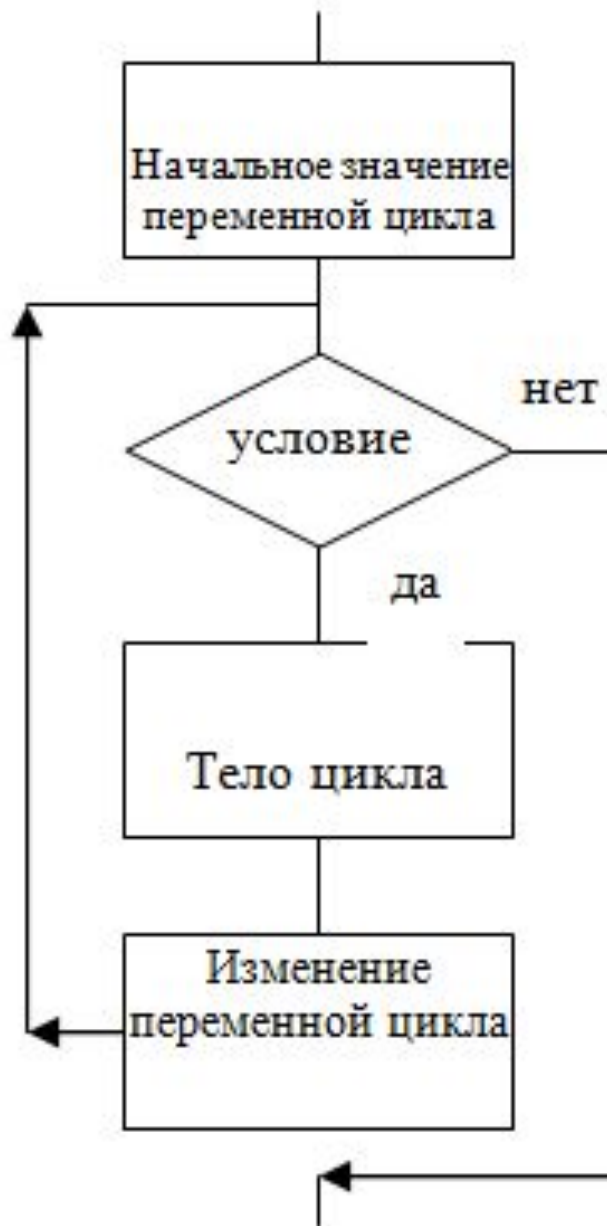 Начальное значение
переменной цикла
нет
условие
да
Тело цикла
Изменение
переменной цикла